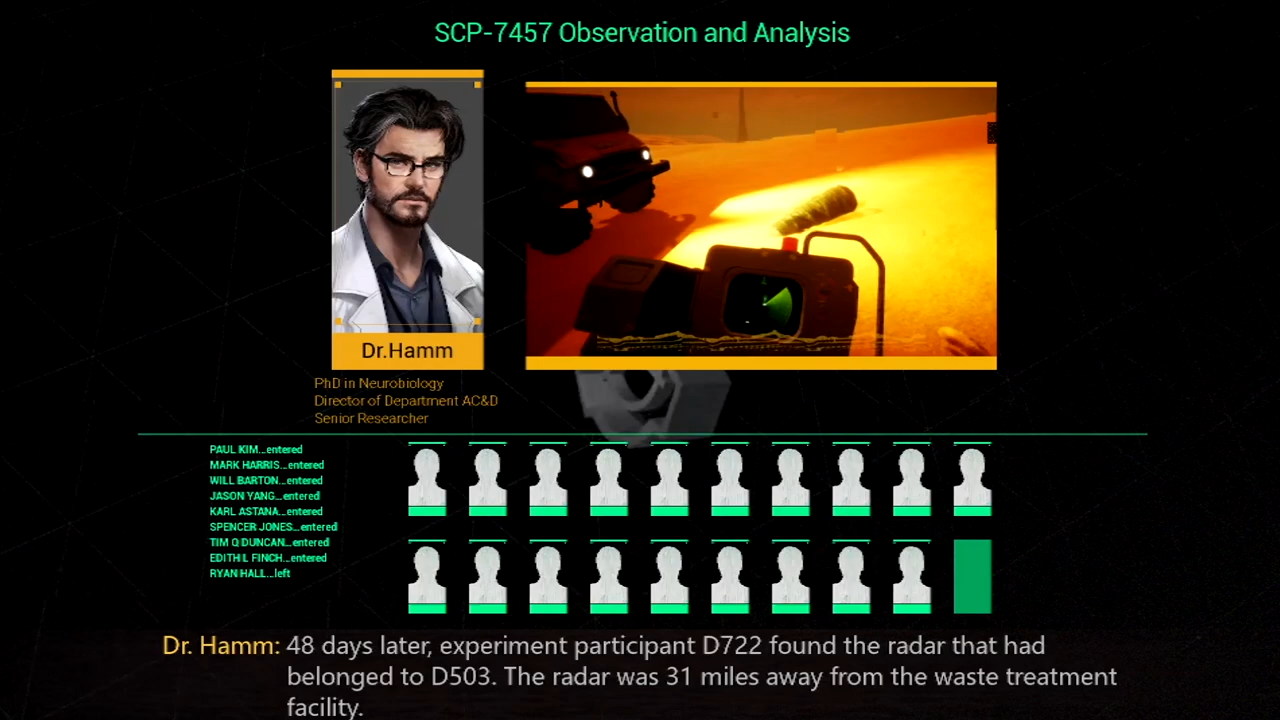 SCP-7457 Observation and Analysis
Dr.Hamm
PhD in Neurobiology
Director of Department AC&D
Senior Researcher
PAUL KIM...entered
MARK HARRIS...entered
WILL BARTON...entered
JASON YANG...entered
KARL ASTANA...entered
SPENCER JONES...entered
TIM Q DUNCAN...entered
EDITH L FINCH...entered
RYAN HALL...left
Dr. Hamm: 48 days later, experiment participant D722 found the radar that had
belonged to D503. The radar was 31 miles away from the waste treatment
facility.